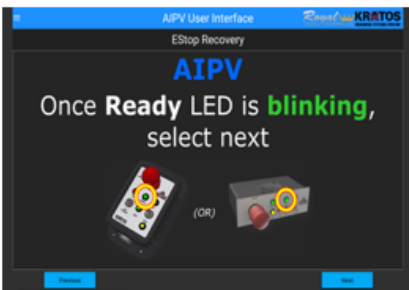 AIPV User Interface
Royal KRATOS
EStop Recovery
AIPV
Once Ready LED is blinking,
select next
(OR)
Previous
Next